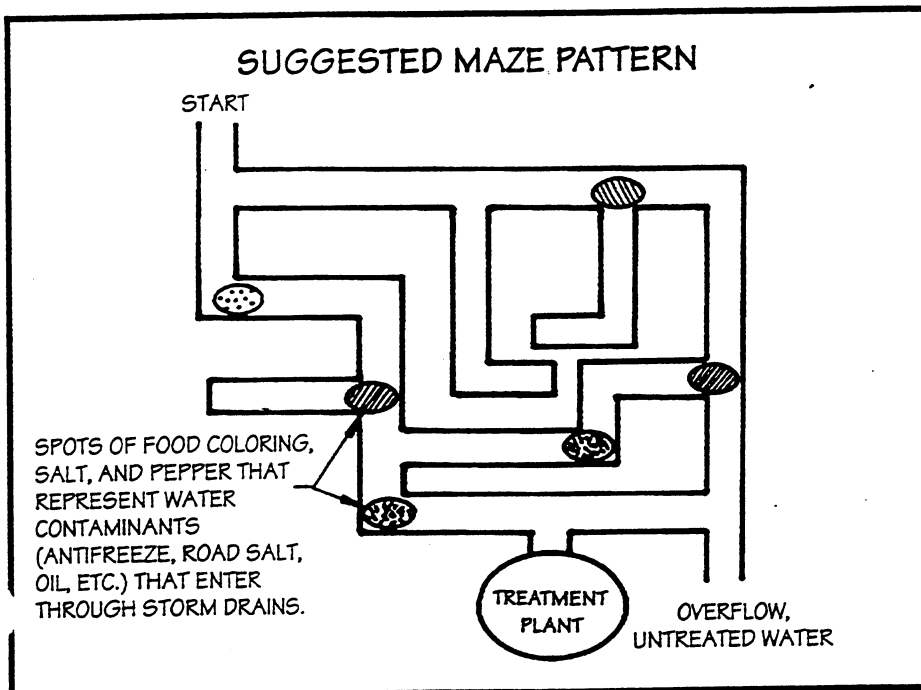 SUGGESTED MAZE PATTERN
START
SPOTS OF FOOD COLORING,
SALT, AND PEPPER THAT
REPRESENT WATER
CONTAMINANTS
(ANTIFREEZE, ROAD SALT,
OIL, ETC.) THAT ENTER
THROUGH STORM DRAINS.
TREATMENT
PLANT
OVERFLOW,
UNTREATED WATER